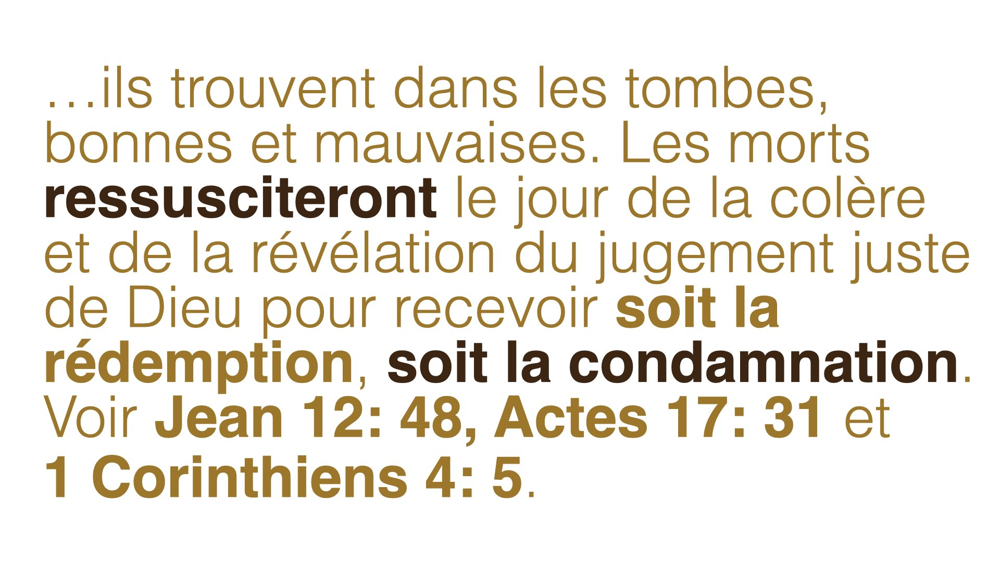 …ils trouvent dans les tombes,
bonnes et mauvaises. Les morts
ressusciteront le jour de la colère
et de la révélation du jugement juste
de Dieu pour recevoir soit la
rédemption, soit la condamnation.
Voir Jean 12: 48, Actes 17: 31 et
1 Corinthiens 4: 5.